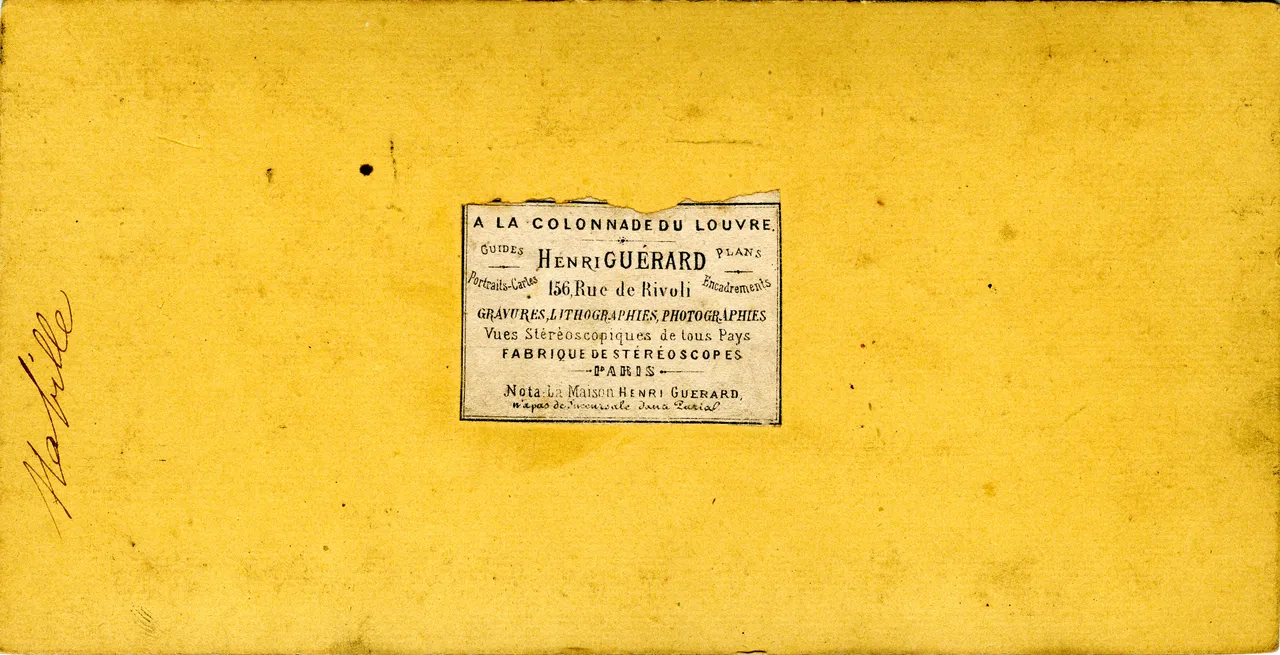 A LA COLONNADE DU LOUVRE.
GUIDES HENRI GUÉRARD PLANS
Portraits-Cartes 156, Rue de Rivoli Encadrements
GRAVURES, LITHOGRAPHIES, PHOTOGRAPHIES
Vues Stéréoscopiques de tous Pays
FABRIQUE DE STÉRÉOSCOPES
PARIS
Nota: La Maison HENRI GUERARD,
n'a pas de Succursale dans Paris
Mabille